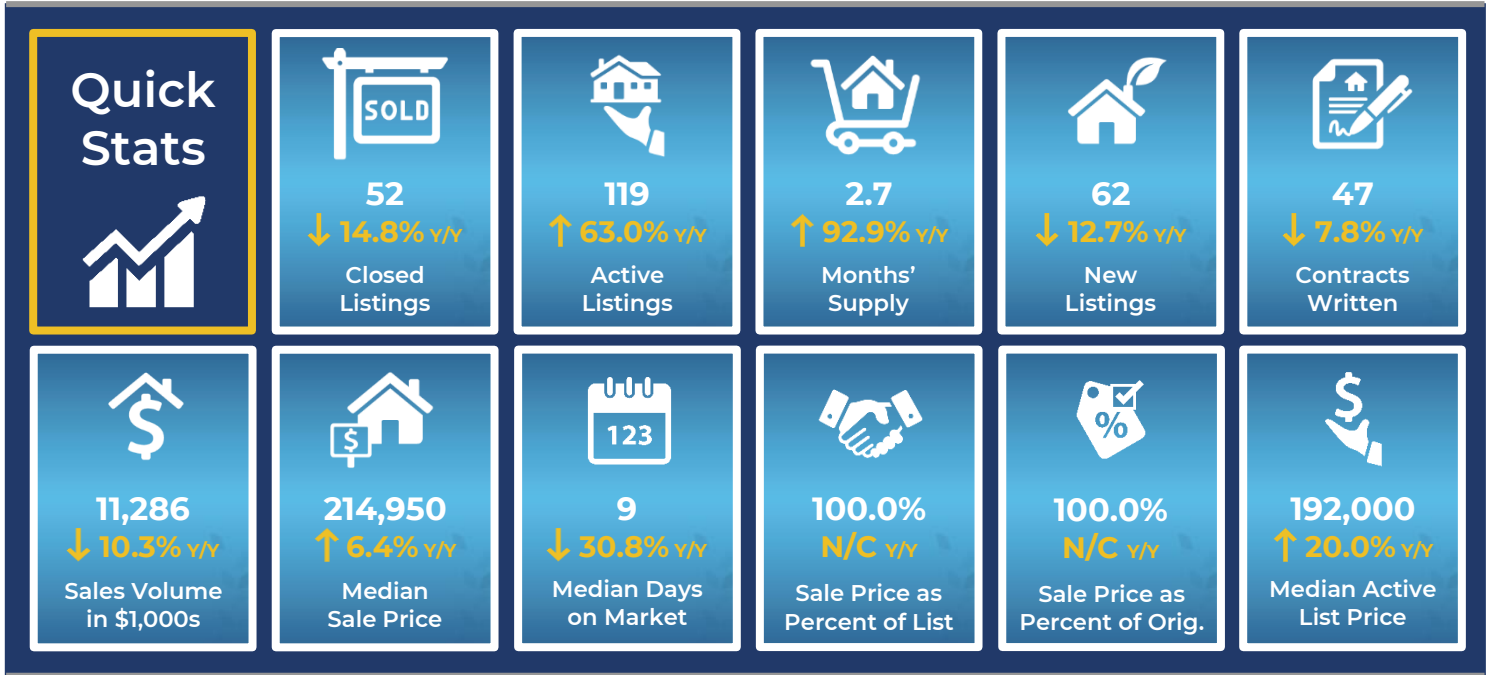 Quick
Stats
SOLD
52
↓ 14.8% Y/Y
Closed
Listings
119
↑ 63.0% Y/Y
Active
Listings
2.7
↑ 92.9% Y/Y
Months’
Supply
62
↓ 12.7% Y/Y
New
Listings
47
↓ 7.8% Y/Y
Contracts
Written
$
11,286
↓ 10.3% Y/Y
Sales Volume
in $1,000s
$
214,950
↑ 6.4% Y/Y
Median
Sale Price
123
9
↓ 30.8% Y/Y
Median Days
on Market
100.0%
N/C Y/Y
Sale Price as
Percent of List
%
100.0%
N/C Y/Y
Sale Price as
Percent of Orig.
$
192,000
↑ 20.0% Y/Y
Median Active
List Price